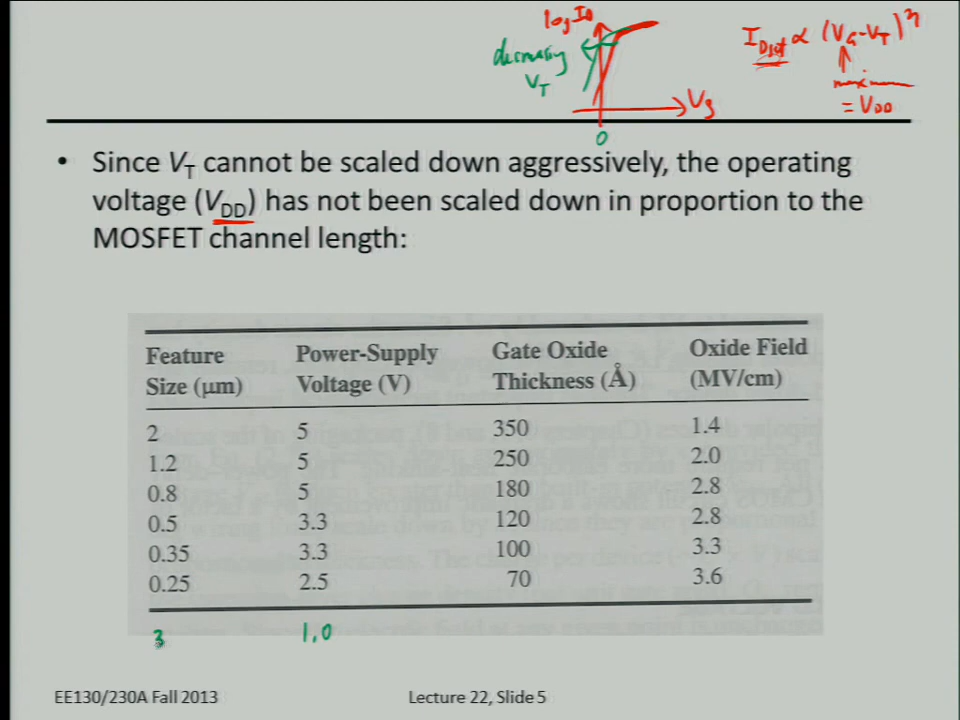 log ID
decreasing
VT
Vg
0
IDsat ∝ (VG-VT)η
maximum
= VDD
• Since VT cannot be scaled down aggressively, the operating
voltage (VDD) has not been scaled down in proportion to the
MOSFET channel length:
Feature Power-Supply Gate Oxide Oxide Field
Size (μm) Voltage (V) Thickness (Å) (MV/cm)
2 5 350 1.4
1.2 5 250 2.0
0.8 5 180 2.8
0.5 3.3 120 2.8
0.35 3.3 100 3.3
0.25 2.5 70 3.6
3 1.0
EE130/230A Fall 2013 Lecture 22, Slide 5